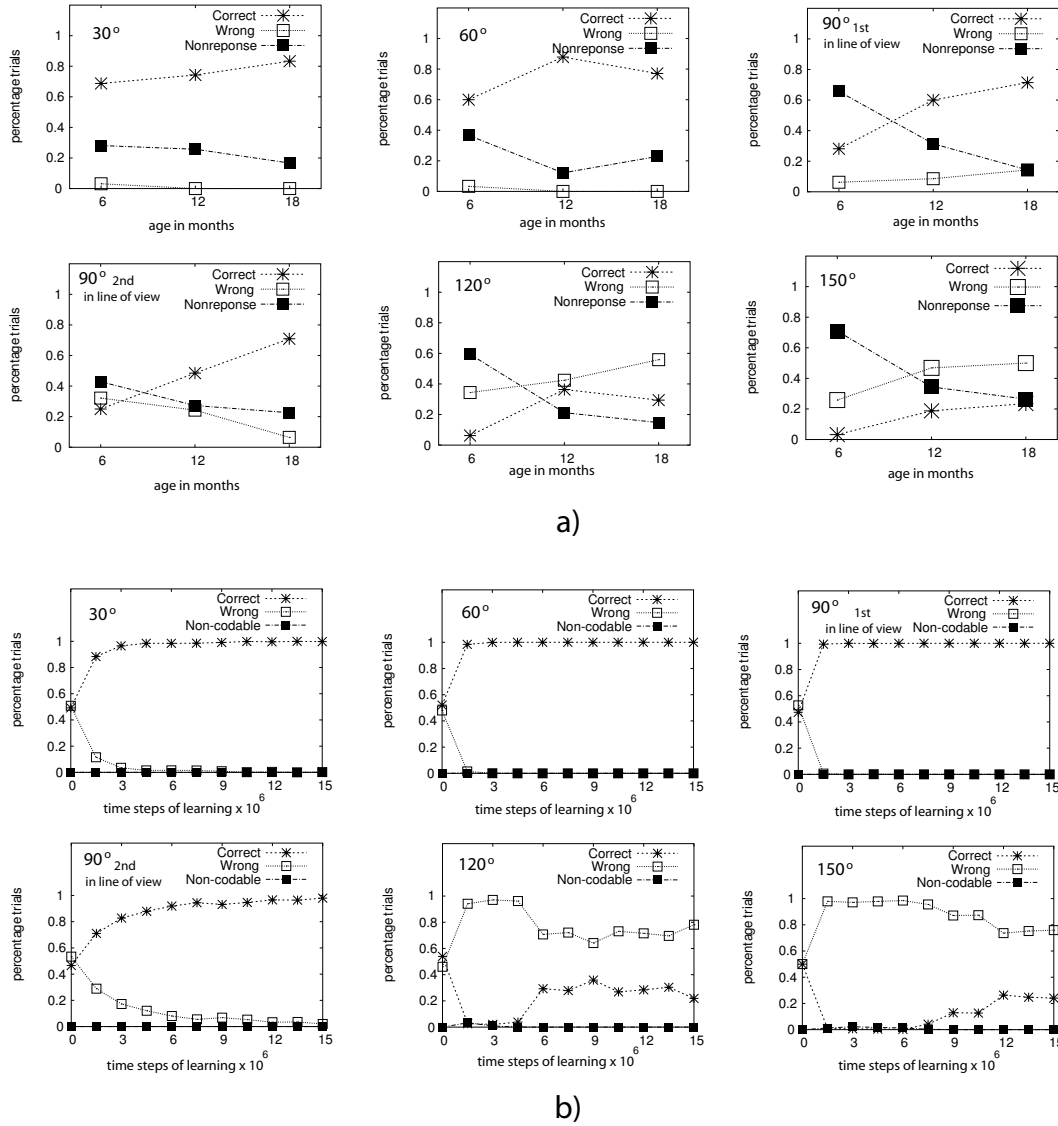 30°
Correct
Wrong
Nonreponse
percentage trials
1
0.8
0.6
0.4
0.2
0
6
12
18
age in months
60°
Correct
Wrong
Nonreponse
percentage trials
1
0.8
0.6
0.4
0.2
0
6
12
18
age in months
90° 1st
in line of view
Correct
Wrong
Nonreponse
percentage trials
1
0.8
0.6
0.4
0.2
0
6
12
18
age in months
90° 2nd
in line of view
Correct
Wrong
Nonreponse
percentage trials
1
0.8
0.6
0.4
0.2
0
6
12
18
age in months
120°
Correct
Wrong
Nonreponse
percentage trials
1
0.8
0.6
0.4
0.2
0
6
12
18
age in months
150°
Correct
Wrong
Nonreponse
percentage trials
1
0.8
0.6
0.4
0.2
0
6
12
18
age in months
a)
30°
Correct
Wrong
Non-codable
percentage trials
1
0.8
0.6
0.4
0.2
0
0 3 6 9 12 15
time steps of learning x 10^6
60°
Correct
Wrong
Non-codable
percentage trials
1
0.8
0.6
0.4
0.2
0
0 3 6 9 12 15
time steps of learning x 10^6
90° 1st
in line of view
Correct
Wrong
Non-codable
percentage trials
1
0.8
0.6
0.4
0.2
0
0 3 6 9 12 15
time steps of learning x 10^6
90° 2nd
in line of view
Correct
Wrong
Non-codable
percentage trials
1
0.8
0.6
0.4
0.2
0
0 3 6 9 12 15
time steps of learning x 10^6
120°
Correct
Wrong
Non-codable
percentage trials
1
0.8
0.6
0.4
0.2
0
0 3 6 9 12 15
time steps of learning x 10^6
150°
Correct
Wrong
Non-codable
percentage trials
1
0.8
0.6
0.4
0.2
0
0 3 6 9 12 15
time steps of learning x 10^6
b)